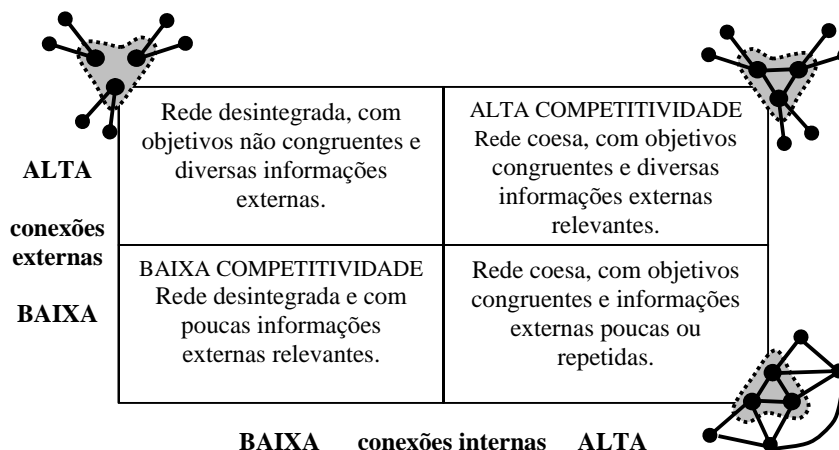 Rede desintegrada, com
objetivos não congruentes e
diversas informações
externas.
ALTA COMPETITIVIDADE
Rede coesa, com objetivos
congruentes e diversas
informações externas
relevantes.
ALTA
conexões
externas
BAIXA
BAIXA COMPETITIVIDADE
Rede desintegrada e com
poucas informações
externas relevantes.
Rede coesa, com objetivos
congruentes e informações
externas poucas ou
repetidas.
BAIXA conexões internas ALTA